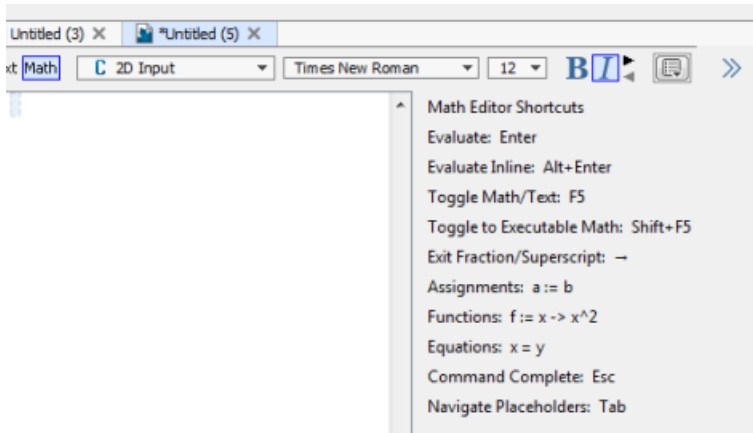 Untitled (3)
*Untitled (5)
xt Math
C 2D Input
Times New Roman
12
B I
Math Editor Shortcuts
Evaluate: Enter
Evaluate Inline: Alt+Enter
Toggle Math/Text: F5
Toggle to Executable Math: Shift+F5
Exit Fraction/Superscript: →
Assignments: a := b
Functions: f := x -> x^2
Equations: x = y
Command Complete: Esc
Navigate Placeholders: Tab